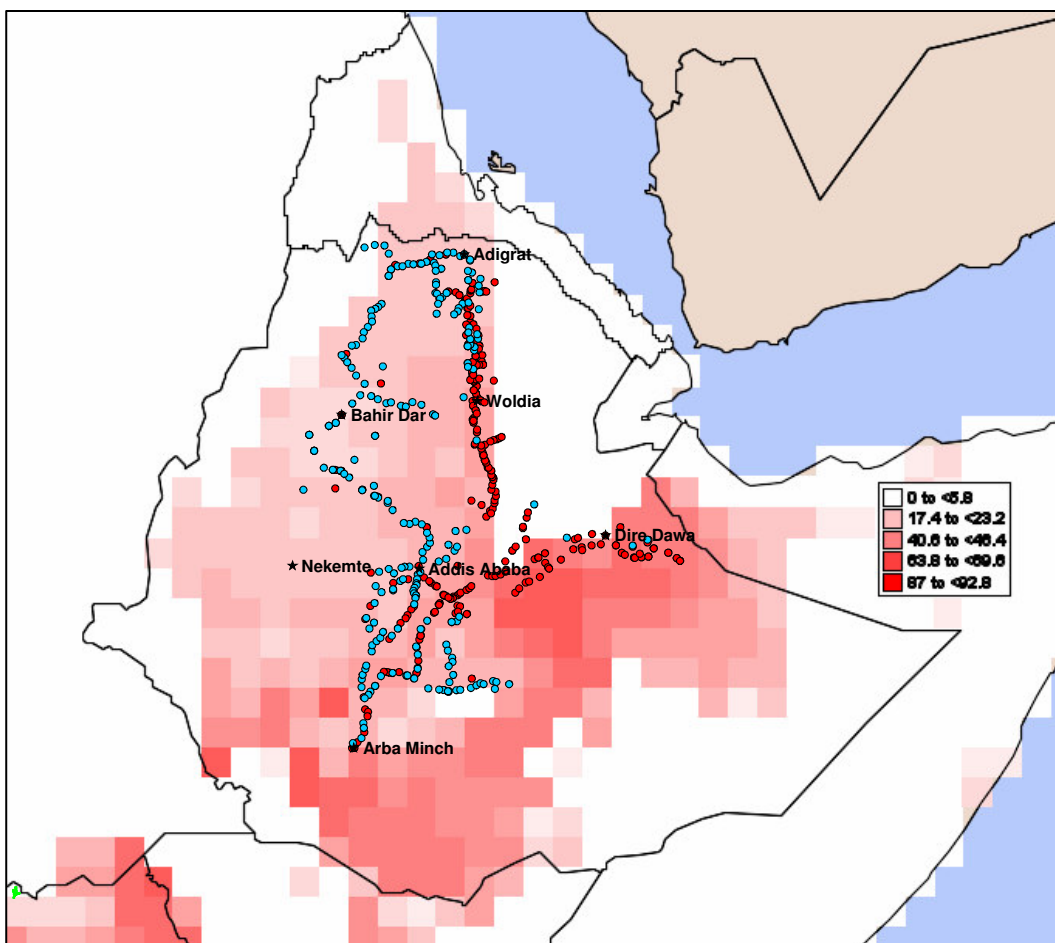 Adigrat
Woldia
Bahir Dar
Dire Dawa
Nekemte
Addis Ababa
Arba Minch
0 to <5.8
17.4 to <23.2
40.6 to <46.4
63.8 to <69.6
87 to <92.8